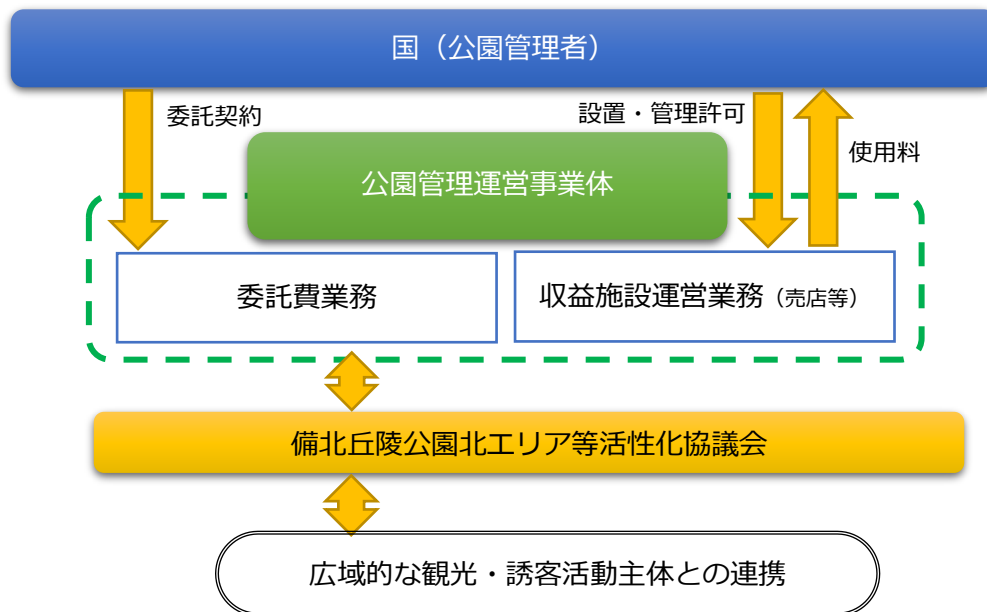 国（公園管理者）
委託契約
設置・管理許可
使用料
公園管理運営事業体
委託費業務
収益施設運営業務（売店等）
備北丘陵公園北エリア等活性化協議会
広域的な観光・誘客活動主体との連携